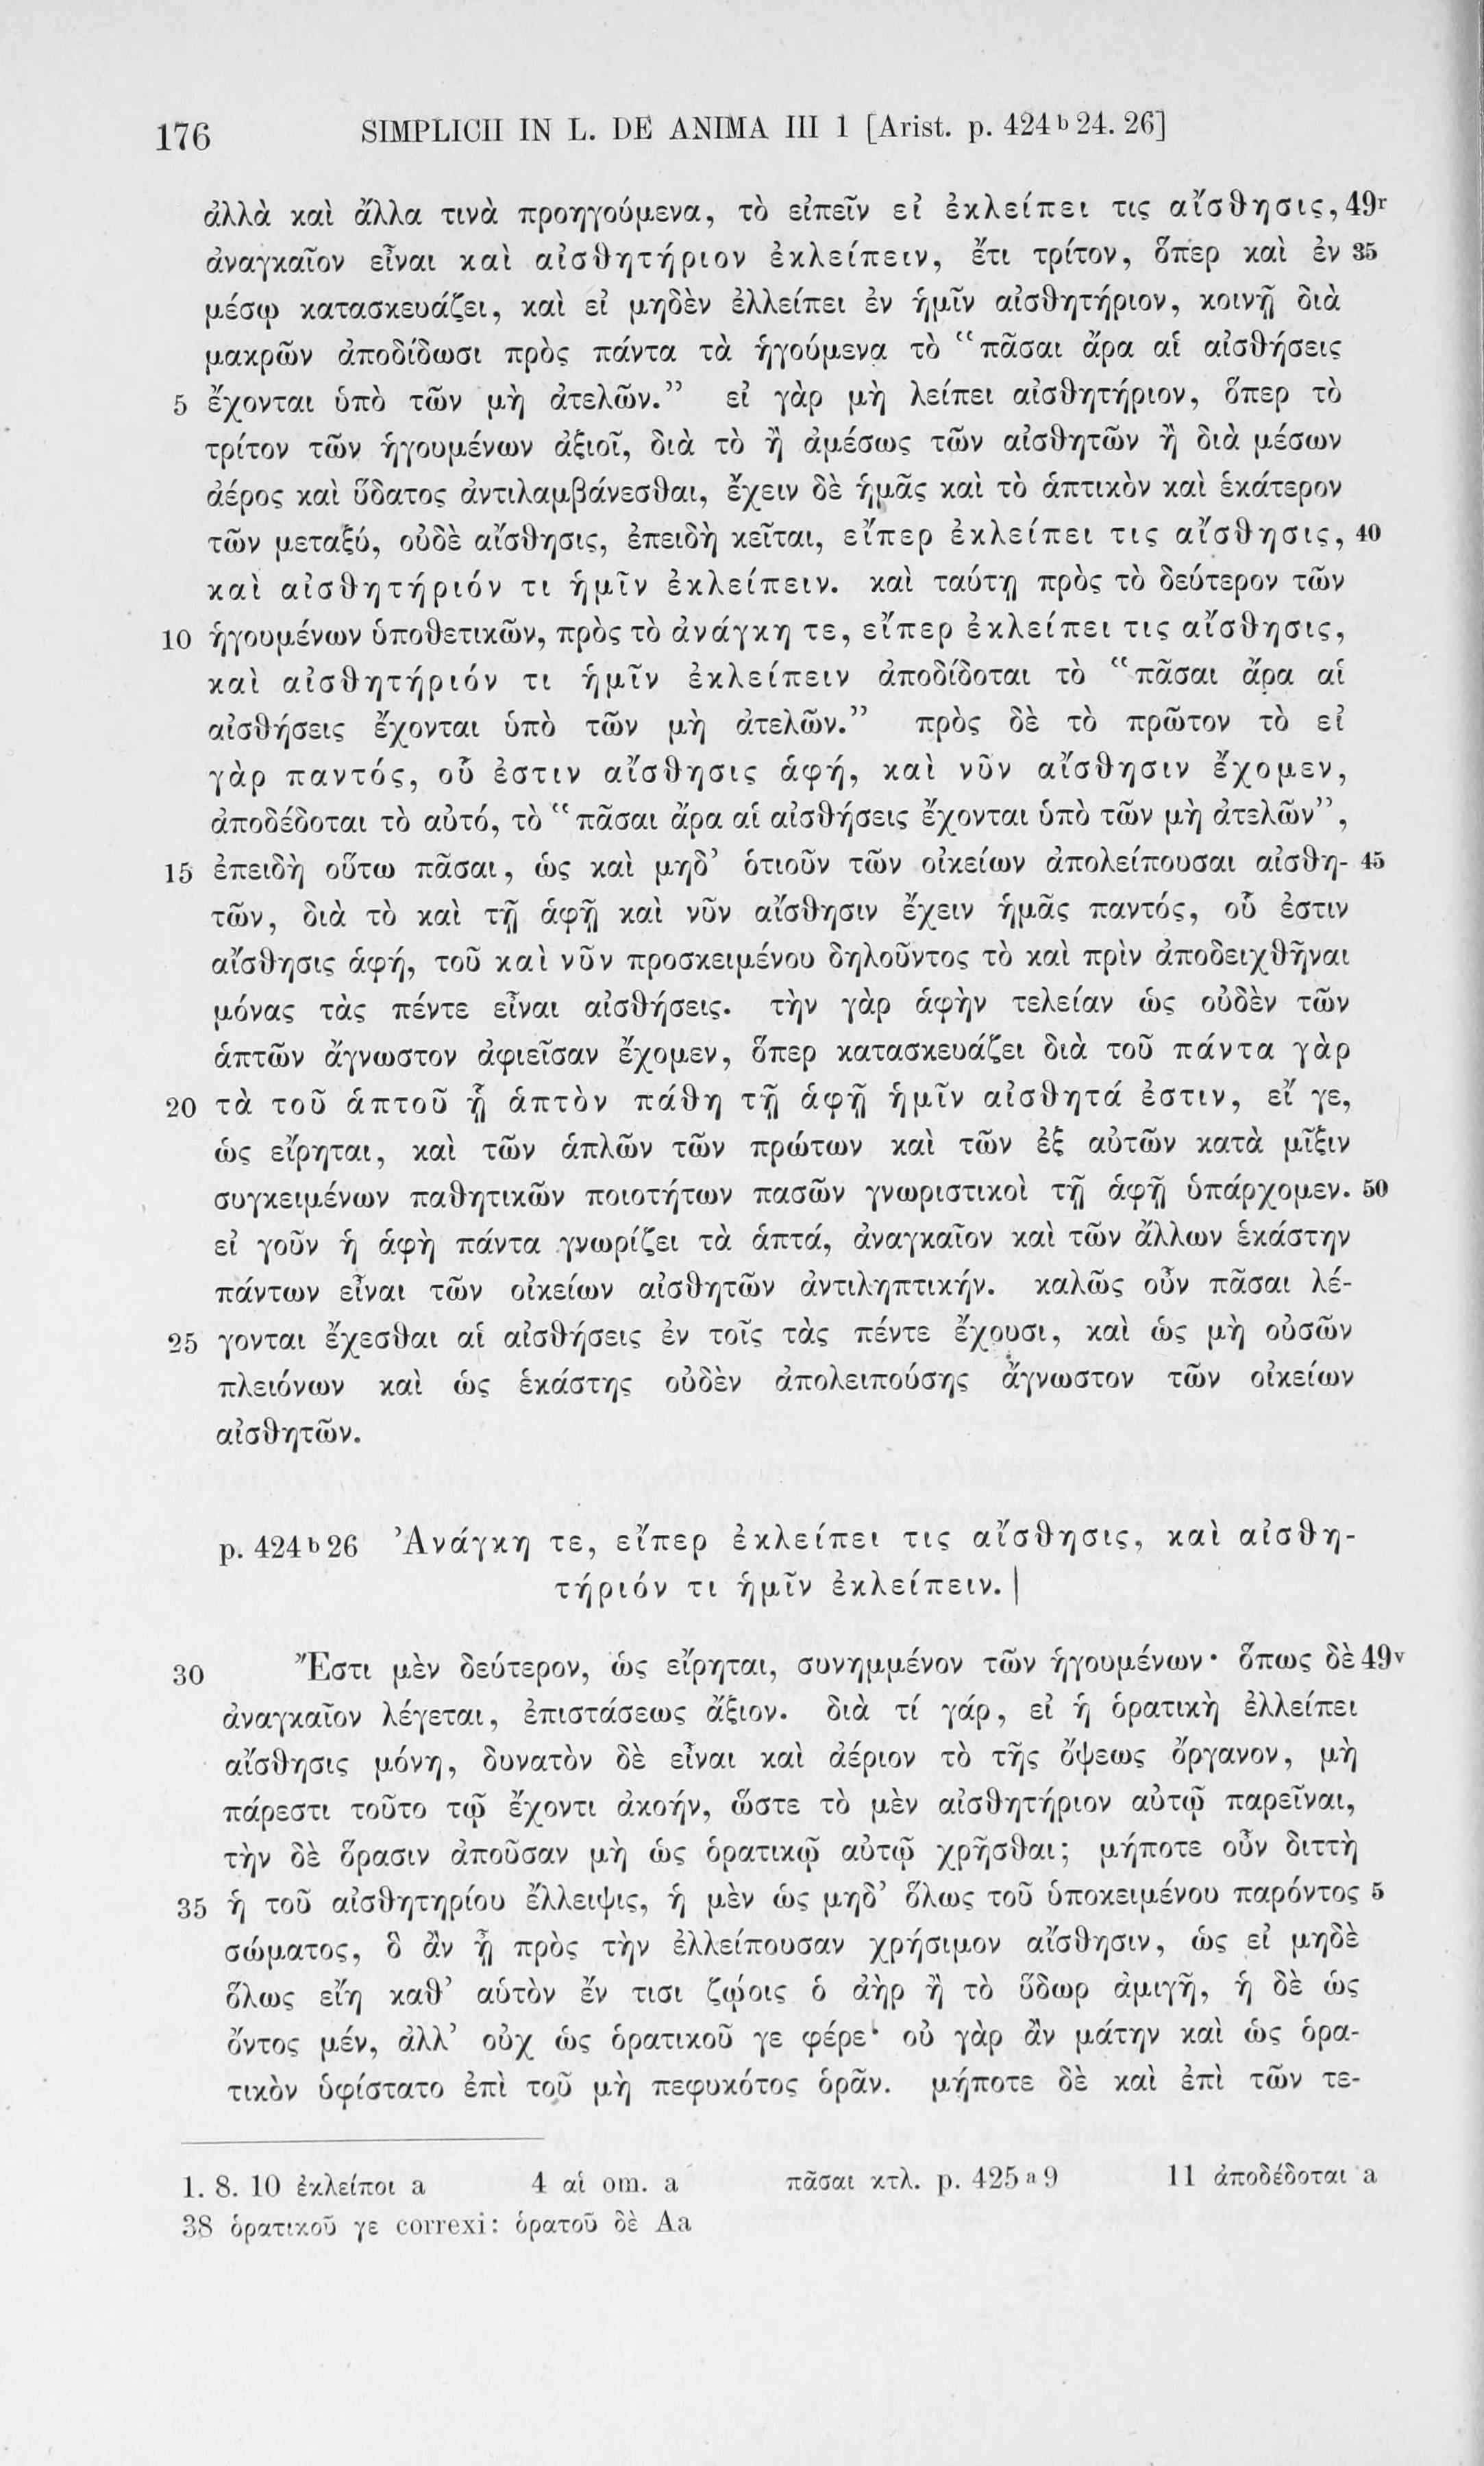 176 SIMPLICII IN L. DE ANIMA III 1 [Arist. p. 424 b 24. 26]
ἀλλὰ καὶ ἄλλα τινὰ προηγούμενα, τὸ εἰπεῖν εἰ ἐκλείπει τις αἴσθησις, 49r
ἀναγκαῖον εἶναι καὶ αἰσθητήριον ἐκλείπειν, ἔτι τρίτον, ὅπερ καὶ ἐν 35
μέσῳ κατασκευάζει, καὶ εἰ μηδὲν ἐλλείπει ἐν ἡμῖν αἰσθητήριον, κοινῇ διὰ
μακρῶν ἀποδίδωσι πρὸς πάντα τὰ ἡγούμενα τὸ “πᾶσαι ἄρα αἱ αἰσθήσεις
5 ἔχονται ὑπὸ τῶν μὴ ἀτελῶν.” εἰ γὰρ μὴ λείπει αἰσθητήριον, ὅπερ τὸ
τρίτον τῶν ἡγουμένων ἀξιοῖ, διὰ τὸ ἢ ἀμέσως τῶν αἰσθητῶν ἢ διὰ μέσων
ἀέρος καὶ ὕδατος ἀντιλαμβάνεσθαι, ἔχειν δὲ ἡμᾶς καὶ τὸ ἁπτικὸν καὶ ἑκάτερον
τῶν μεταξύ, οὐδὲ αἴσθησις, ἐπειδὴ κεῖται, εἴπερ ἐκλείπει τις αἴσθησις, 40
καὶ αἰσθητήριόν τι ἡμῖν ἐκλείπειν. καὶ ταύτῃ πρὸς τὸ δεύτερον τῶν
10 ἡγουμένων ὑποθετικῶν, πρὸς τὸ ἀνάγκη τε, εἴπερ ἐκλείπει τις αἴσθησις,
καὶ αἰσθητήριόν τι ἡμῖν ἐκλείπειν ἀποδίδοται τὸ “πᾶσαι ἄρα αἱ
αἰσθήσεις ἔχονται ὑπὸ τῶν μὴ ἀτελῶν.” πρὸς δὲ τὸ πρῶτον τὸ εἰ
γὰρ παντός, οὗ ἐστιν αἴσθησις ἁφή, καὶ νῦν αἴσθησιν ἔχομεν,
ἀποδέδοται τὸ αὐτό, τὸ “πᾶσαι ἄρα αἱ αἰσθήσεις ἔχονται ὑπὸ τῶν μὴ ἀτελῶν”,
15 ἐπειδὴ οὕτω πᾶσαι, ὡς καὶ μηδ’ ὁτιοῦν τῶν οἰκείων ἀπολείπουσαι αἰσθη- 45
τῶν, διὰ τὸ καὶ τῇ ἁφῇ καὶ νῦν αἴσθησιν ἔχειν ἡμᾶς παντός, οὗ ἐστιν
αἴσθησις ἁφή, τοῦ καὶ νῦν προσκειμένου δηλοῦντος τὸ καὶ πρὶν ἀποδειχθῆναι
μόνας τὰς πέντε εἶναι αἰσθήσεις. τὴν γὰρ ἁφὴν τελείαν ὡς οὐδὲν τῶν
ἁπτῶν ἄγνωστον ἀφιεῖσαν ἔχομεν, ὅπερ κατασκευάζει διὰ τοῦ πάντα γὰρ
20 τὰ τοῦ ἁπτοῦ ᾗ ἁπτὸν πάθη τῇ ἁφῇ ἡμῖν αἰσθητά ἐστιν, εἴ γε,
ὡς εἴρηται, καὶ τῶν ἁπλῶν τῶν πρώτων καὶ τῶν ἐξ αὐτῶν κατὰ μῖξιν
συγκειμένων παθητικῶν ποιοτήτων πασῶν γνωριστικοὶ τῇ ἁφῇ ὑπάρχομεν. 50
εἰ γοῦν ἡ ἁφὴ πάντα γνωρίζει τὰ ἁπτά, ἀναγκαῖον καὶ τῶν ἄλλων ἑκάστην
πάντων εἶναι τῶν οἰκείων αἰσθητῶν ἀντιληπτικήν. καλῶς οὖν πᾶσαι λέ-
25 γονται ἔχεσθαι αἱ αἰσθήσεις ἐν τοῖς τὰς πέντε ἔχουσι, καὶ ὡς μὴ οὐσῶν
πλειόνων καὶ ὡς ἑκάστης οὐδὲν ἀπολειπούσης ἄγνωστον τῶν οἰκείων
αἰσθητῶν.
p. 424 b 26 Ἀνάγκη τε, εἴπερ ἐκλείπει τις αἴσθησις, καὶ αἰσθη-
τήριόν τι ἡμῖν ἐκλείπειν. |
30 Ἔστι μὲν δεύτερον, ὡς εἴρηται, συνημμένον τῶν ἡγουμένων· ὅπως δὲ 49v
ἀναγκαῖον λέγεται, ἐπιστάσεως ἄξιον. διὰ τί γάρ, εἰ ἡ ὁρατικὴ ἐλλείπει
αἴσθησις μόνη, δυνατὸν δὲ εἶναι καὶ ἀέριον τὸ τῆς ὄψεως ὄργανον, μὴ
πάρεστι τοῦτο τῷ ἔχοντι ἀκοήν, ὥστε τὸ μὲν αἰσθητήριον αὐτῷ παρεῖναι,
τὴν δὲ ὅρασιν ἀποῦσαν μὴ ὡς ὁρατικῷ αὐτῷ χρῆσθαι; μήποτε οὖν διττὴ
35 ἡ τοῦ αἰσθητηρίου ἔλλειψις, ἡ μὲν ὡς μηδ’ ὅλως τοῦ ὑποκειμένου παρόντος 5
σώματος, ὃ ἂν ᾖ πρὸς τὴν ἐλλείπουσαν χρήσιμον αἴσθησιν, ὡς εἰ μηδὲ
ὅλως εἴη καθ’ αὑτὸν ἔν τισι ζῴοις ὁ ἀὴρ ἢ τὸ ὕδωρ ἀμιγῆ, ἡ δὲ ὡς
ὄντος μέν, ἀλλ’ οὐχ ὡς ὁρατικοῦ γε φέρε· οὐ γὰρ ἂν μάτην καὶ ὡς ὁρα-
τικὸν ὑφίστατο ἐπὶ τοῦ μὴ πεφυκότος ὁρᾶν. μήποτε δὲ καὶ ἐπὶ τῶν τε-
1. 8. 10 ἐκλείποι a 4 αἱ om. a πᾶσαι κτλ. p. 425 a 9 11 ἀποδέδοται a
38 ὁρατικοῦ γε correxi: ὁρατοῦ δὲ Aa